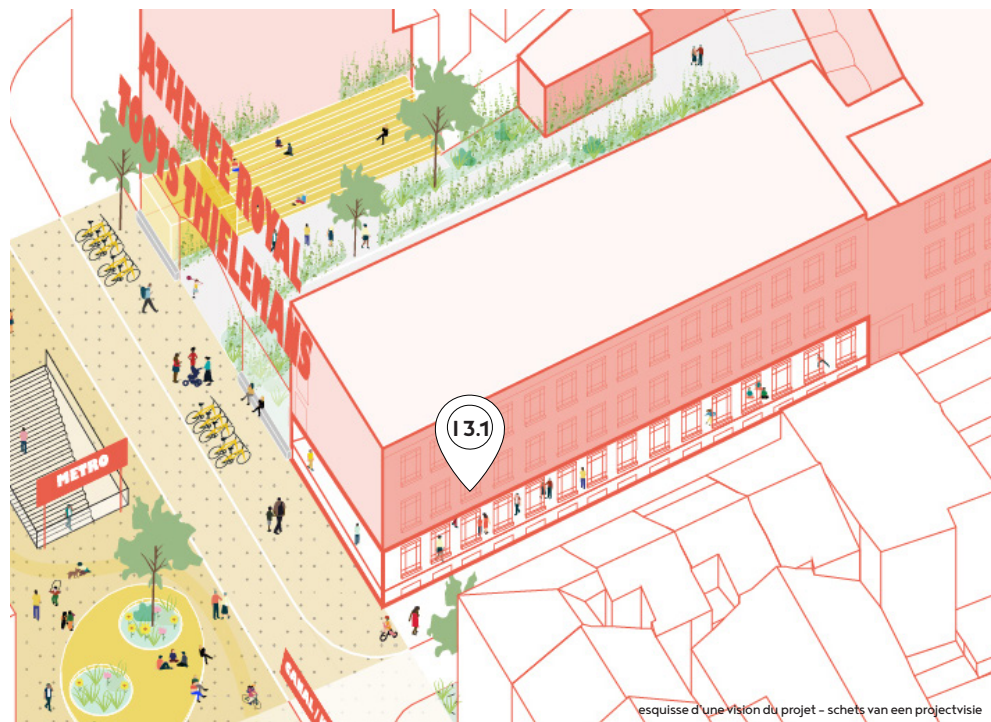 ATHENEE ROYAL
TOOTS THIELEMANS
I 3.1
METRO
esquisse d'une vision du projet - schets van een projectvisie